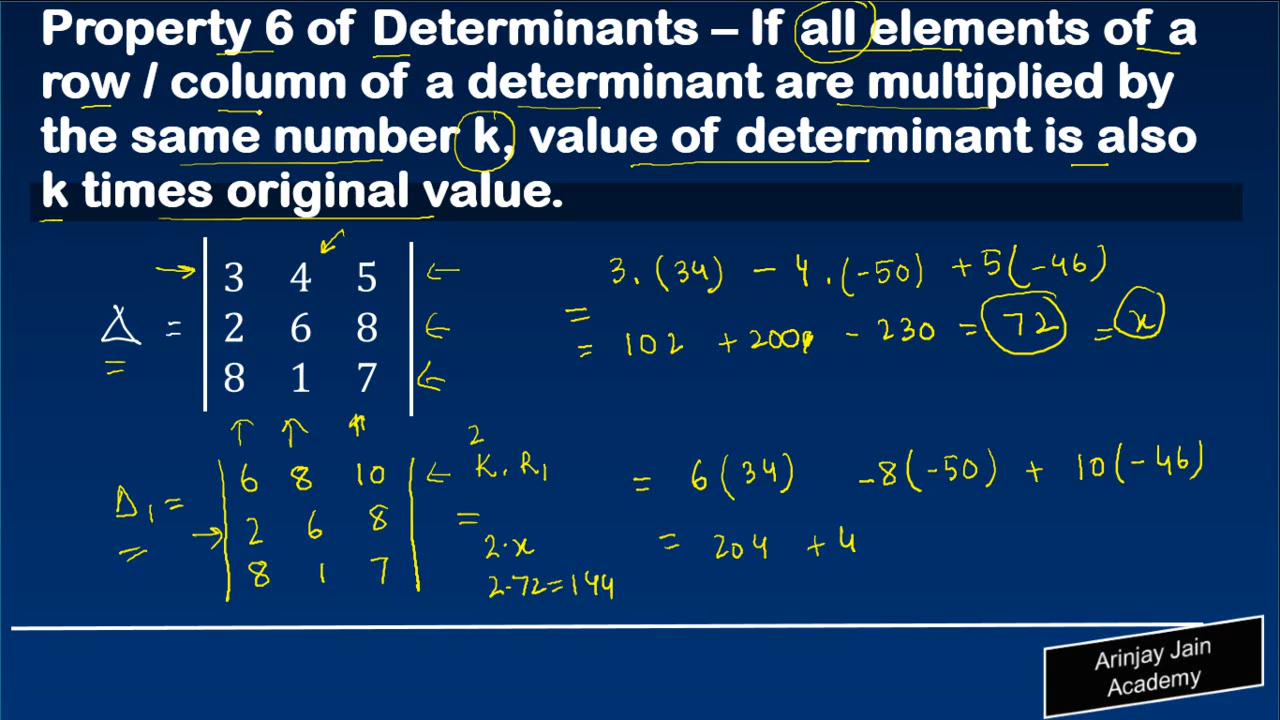 Property 6 of Determinants – If all elements of a
row / column of a determinant are multiplied by
the same number k, value of determinant is also
k times original value.
3 4 5
Δ = 2 6 8
8 1 7
3.(34) – 4.(-50) + 5(-46)
=
= 102 + 200 - 230 = 72 = x
6 8 10
Δ1 = 2 6 8
8 1 7
2
K.R1
=
2.x
2.72=144
= 6(34) -8(-50) + 10(-46)
= 204 + 4
Arinjay Jain
Academy